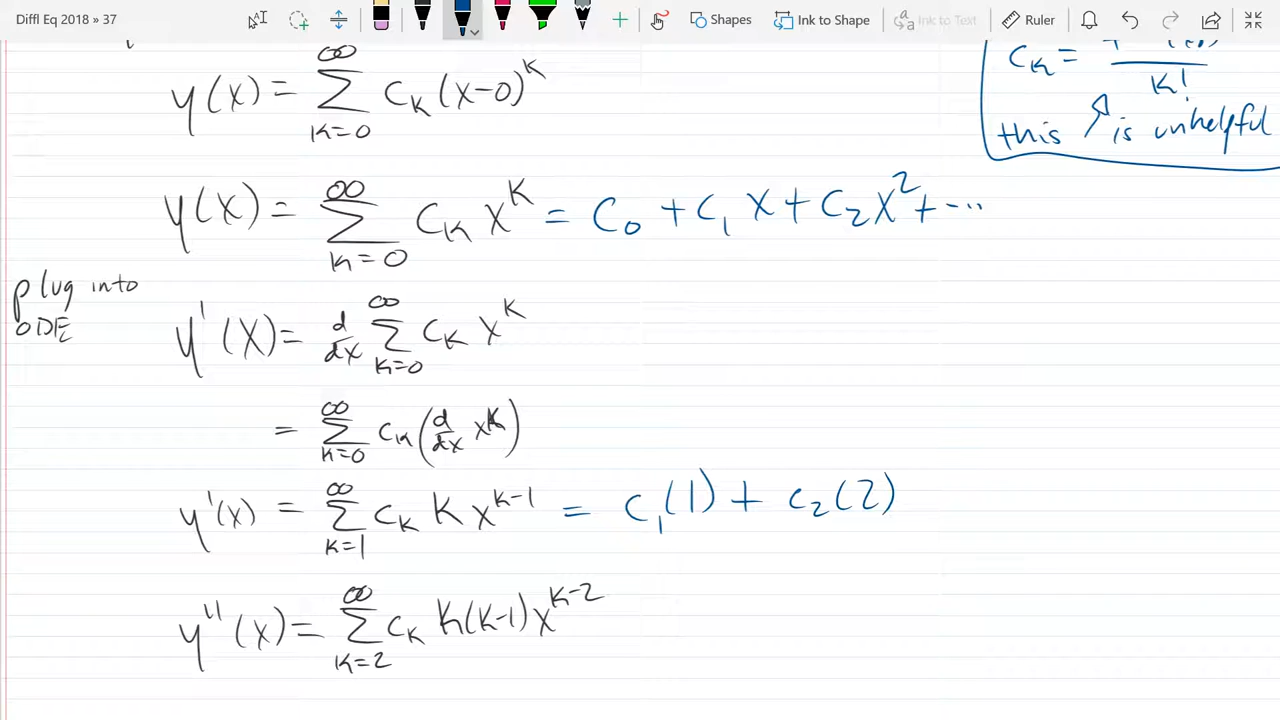 Diffl Eq 2018 » 37
Shapes
Ink to Shape
Ink to Text
Ruler
y(x) = ∑_{k=0}^{∞} c_k (x-0)^k
c_k = / k!
this ↗ is unhelpful
y(x) = ∑_{k=0}^{∞} c_k x^k = c_0 + c_1 x + c_2 x^2 + ---
plug into
ODE
y'(x) = d/dx ∑_{k=0}^{∞} c_k x^k
= ∑_{k=0}^{∞} c_k (d/dx x^k)
y'(x) = ∑_{k=1}^{∞} c_k k x^{k-1} = c_1(1) + c_2(2)
y''(x) = ∑_{k=2}^{∞} c_k k(k-1) x^{k-2}